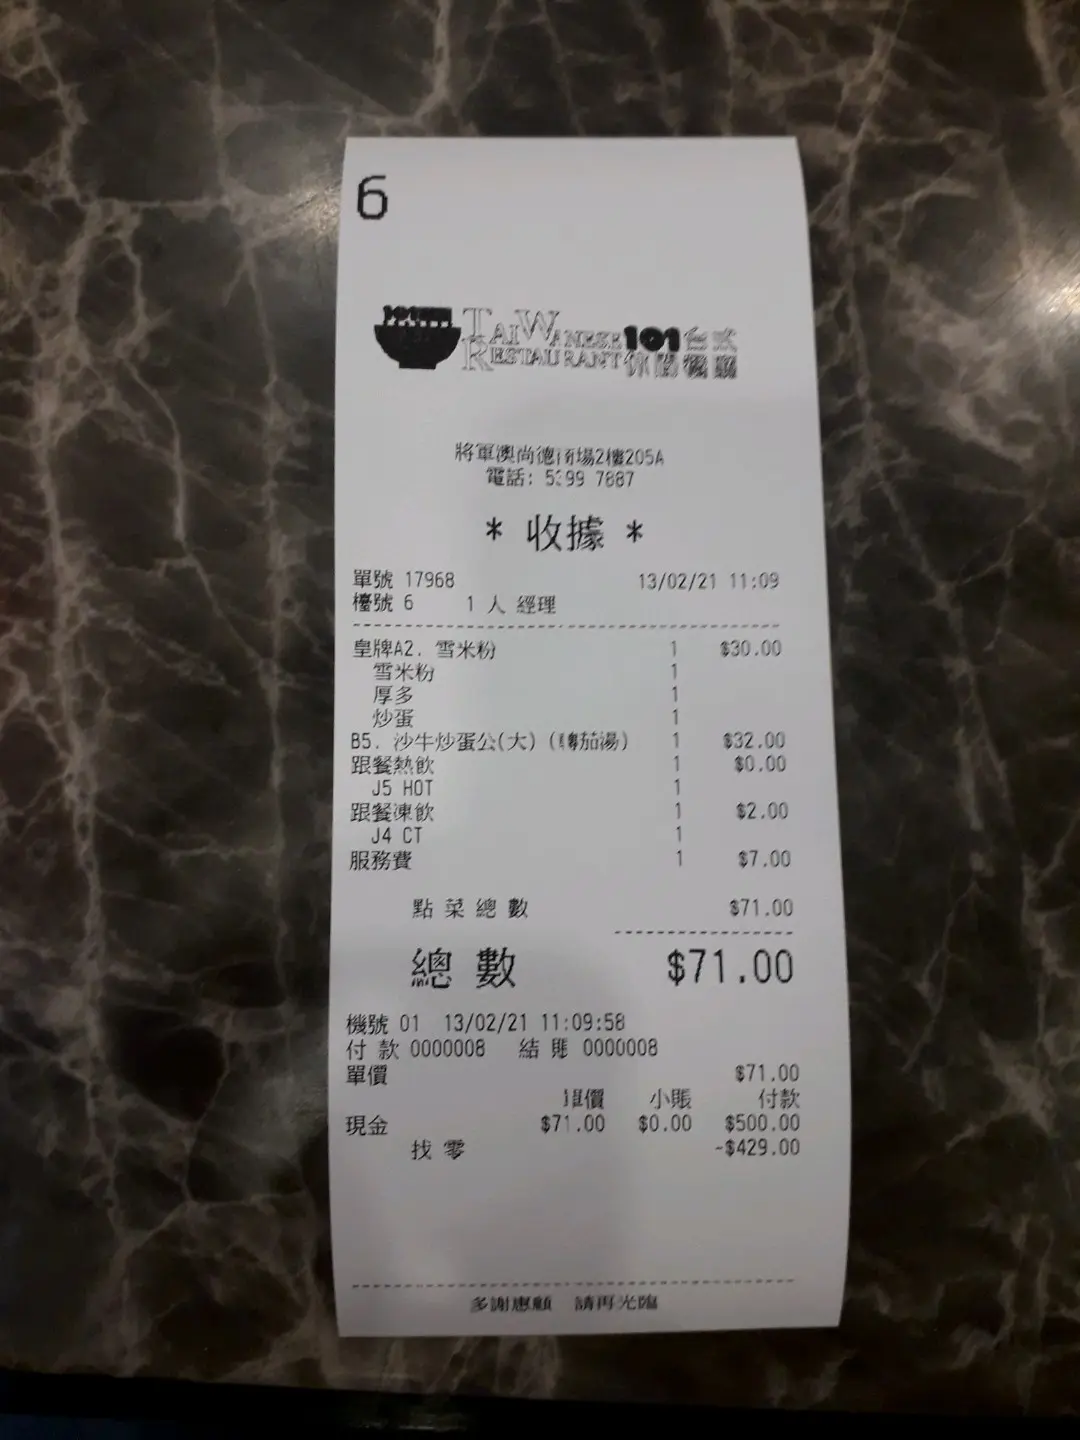 6
TAIWANESE 101 台式
RESTAURANT
將軍澳尚德商場2樓205A
電話: 5399 7887
* 收據 *
單號 17968 13/02/21 11:09
檯號 6 1 人 經理
皇牌A2. 雪米粉 1 $30.00
雪米粉 1
厚多 1
炒蛋 1
B5. 沙牛炒蛋公(大) (蕃茄湯) 1 $32.00
跟餐熱飲 1 $0.00
J5 HOT 1
跟餐凍飲 1 $2.00
J4 CT 1
服務費 1 $7.00
點菜總數 $71.00
總數 $71.00
機號 01 13/02/21 11:09:58
付款 0000008 結賬 0000008
單價 $71.00
單價 小賬 付款
現金 $71.00 $0.00 $500.00
找零 -$429.00
多謝惠顧 請再光臨